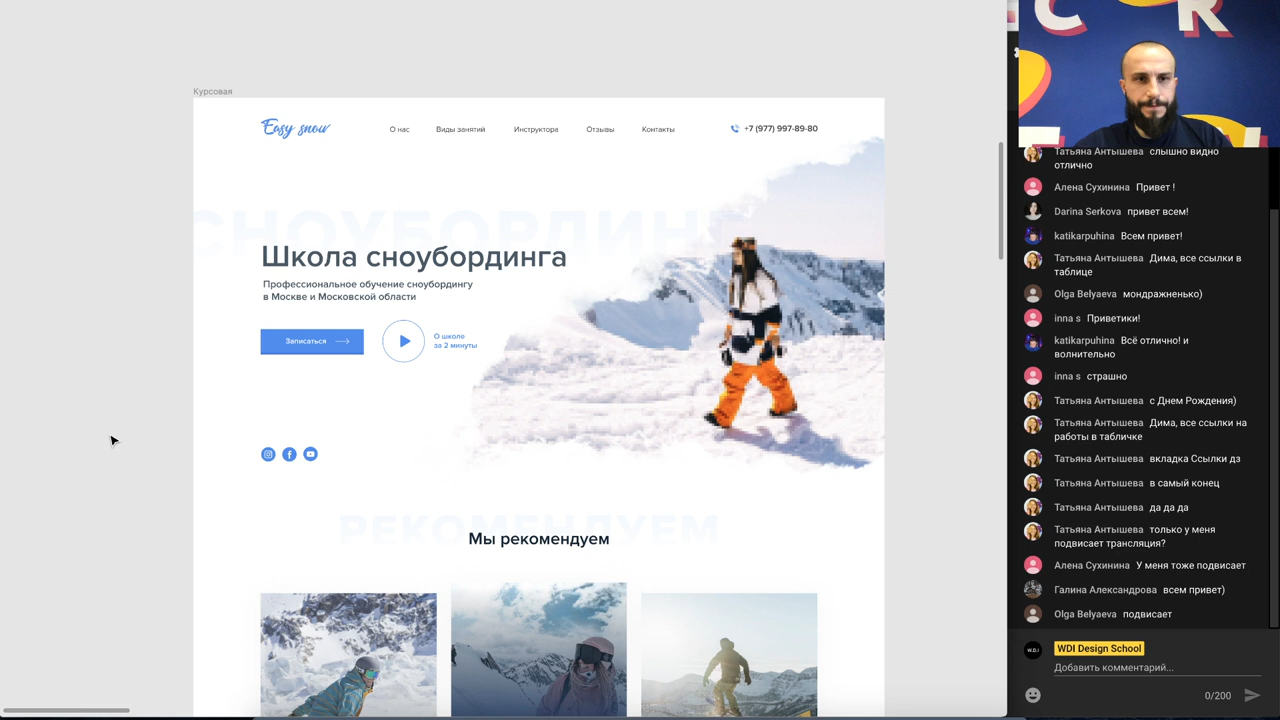 Курсовая
Easy snow
О нас
Виды занятий
Инструктора
Отзывы
Контакты
+7 (977) 997-89-80
СНОУБОРДИНГ
Школа сноубординга
Профессиональное обучение сноубордингу
в Москве и Московской области
Записаться
О школе
за 2 минуты
РЕКОМЕНДУЕМ
Мы рекомендуем
Татьяна Антышева слышно видно
отлично
Алена Сухинина Привет !
Darina Serkova привет всем!
katikarpuhina Всем привет!
Татьяна Антышева Дима, все ссылки в
таблице
Olga Belyaeva мондражненько)
inna s Приветики!
katikarpuhina Всё отлично! и
волнительно
inna s страшно
Татьяна Антышева с Днем Рождения)
Татьяна Антышева Дима, все ссылки на
работы в табличке
Татьяна Антышева вкладка Ссылки дз
Татьяна Антышева в самый конец
Татьяна Антышева да да да
Татьяна Антышева только у меня
подвисает трансляция?
Алена Сухинина У меня тоже подвисает
Галина Александрова всем привет)
Olga Belyaeva подвисает
W.D.I
WDI Design School
Добавить комментарий...
0/200